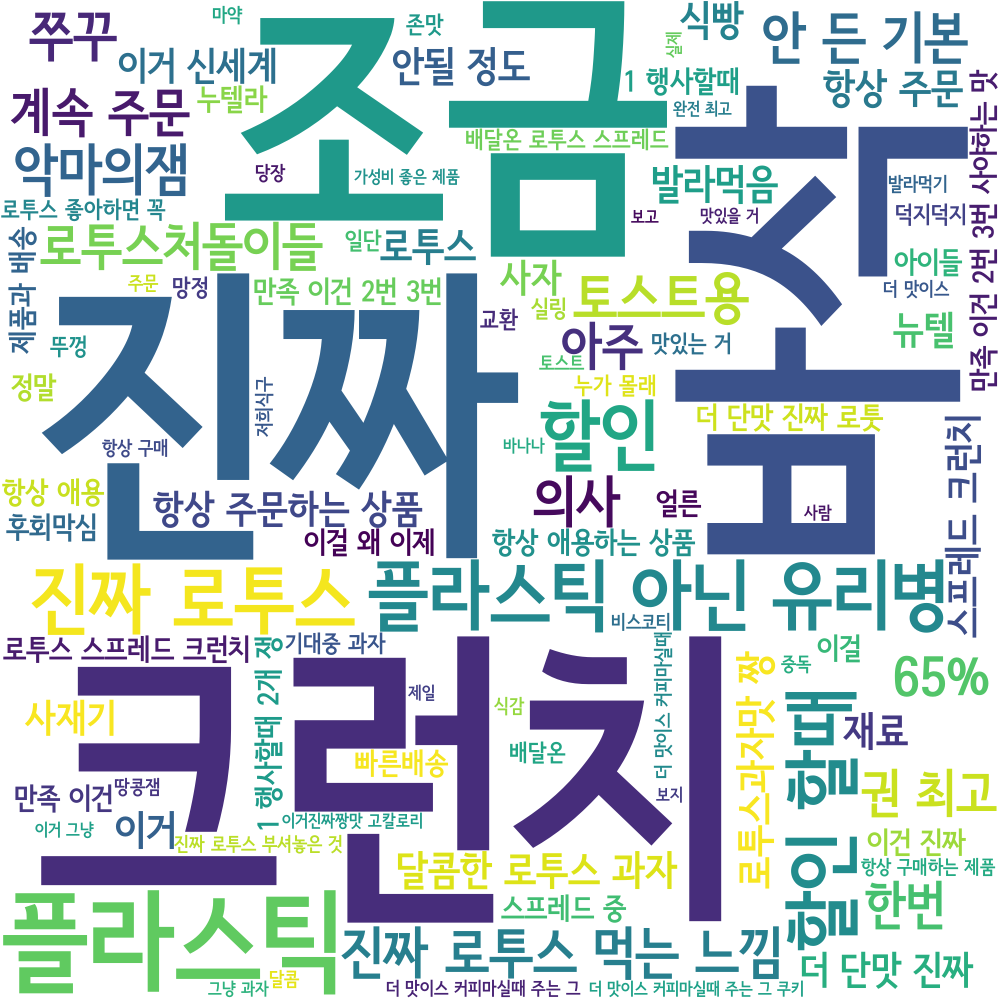 쭈꾸
마약
조금
존맛
실제
식빵
안 든 기본
이거 신세계
안될 정도
1 행사할때
항상 주문
누텔라
계속 주문
완전 최고
배달온 로투스 스프레드
악마의잼
당장
가성비 좋은 제품
발라먹음
발라먹기
로투스 좋아하면 꼭
보고
맛있을 거
덕지덕지
만족 이건 2번 3번 사야하는 맛
제품과 배송
로투스처돌이들
일단
로투스
사자
아이들
주문
망정
만족 이건 2번 3번
실링
토스트용
더 맛이스
뚜껑
진짜
교환
아주
맛있는 거
뉴텔
정말
저희식구
토스트
누가 몰래
할인
더 단맛 진짜 로툿
항상 구매
바나나
스프레드 크런치
항상 애용
항상 주문하는 상품
의사
얼른
사람
후회막심
이걸 왜 이제
항상 애용하는 상품
진짜 로투스
플라스틱 아닌 유리병
비스코티
로투스 스프레드 크런치
기대중 과자
이걸
중독
65%
크런치
1 행사할때 2개 쟁
제일
식감
더 맛이스 커피마실때
로투스과자맛 짱
할인 할때
사재기
빠른배송
배달온
재료
만족 이건
땅콩잼
보지
권 최고
이거 그냥
이거
이거진짜짱맛 고칼로리
진짜 로투스 부셔놓은 것
이건 진짜
달콤한 로투스 과자
항상 구매하는 제품
플라스틱
스프레드 중
한번
진짜 로투스 먹는 느낌
더 단맛 진짜
그냥 과자
달콤
더 맛이스 커피마실때 주는 그
더 맛이스 커피마실때 주는 그 쿠키